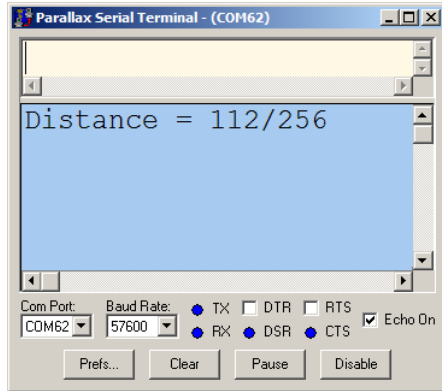 Parallax Serial Terminal - (COM62)
Distance = 112/256
Com Port: Baud Rate: TX DTR RTS
COM62 57600 RX DSR CTS Echo On
Prefs... Clear Pause Disable